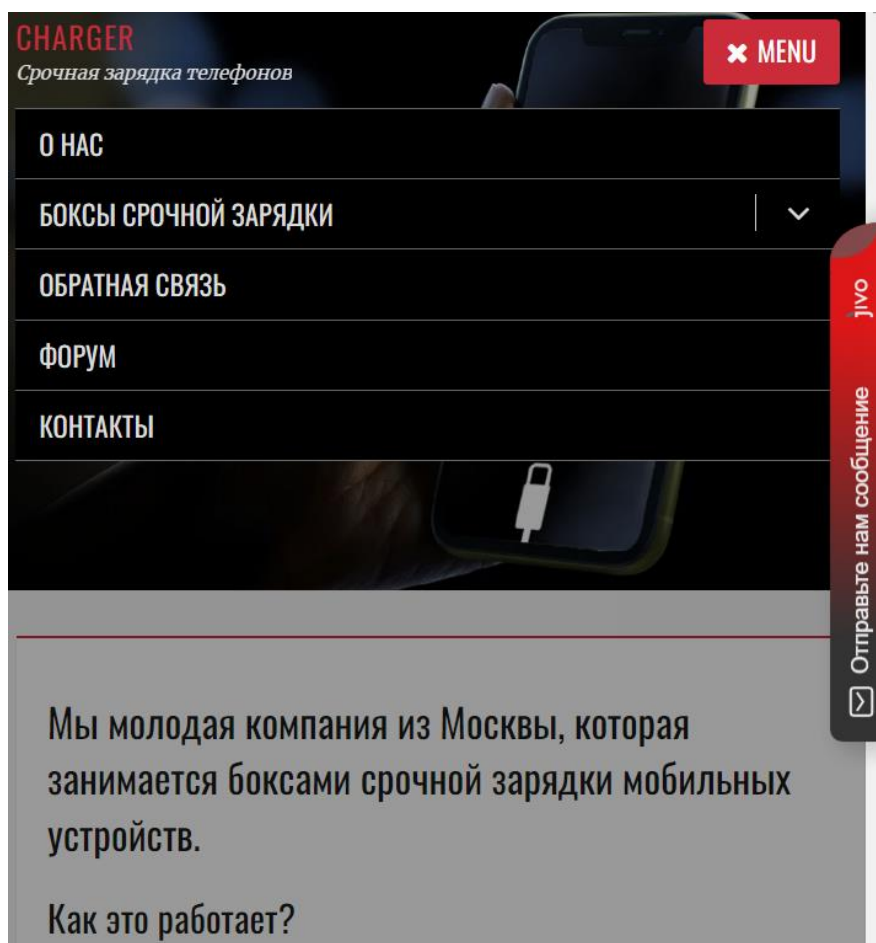 CHARGER
Срочная зарядка телефонов
MENU
О НАС
БОКСЫ СРОЧНОЙ ЗАРЯДКИ
ОБРАТНАЯ СВЯЗЬ
ФОРУМ
КОНТАКТЫ
jivo
Отправьте нам сообщение
Мы молодая компания из Москвы, которая
занимается боксами срочной зарядки мобильных
устройств.
Как это работает?